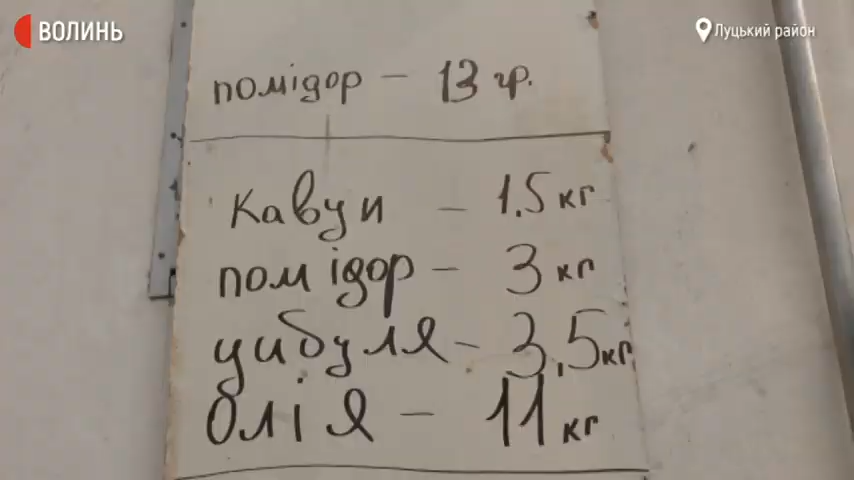 ВОЛИНЬ
Луцький район
помідор - 13 гр.
Кавун - 1.5 кг
помідор - 3 кг
цибуля - 3,5 кг
Олія - 11 кг